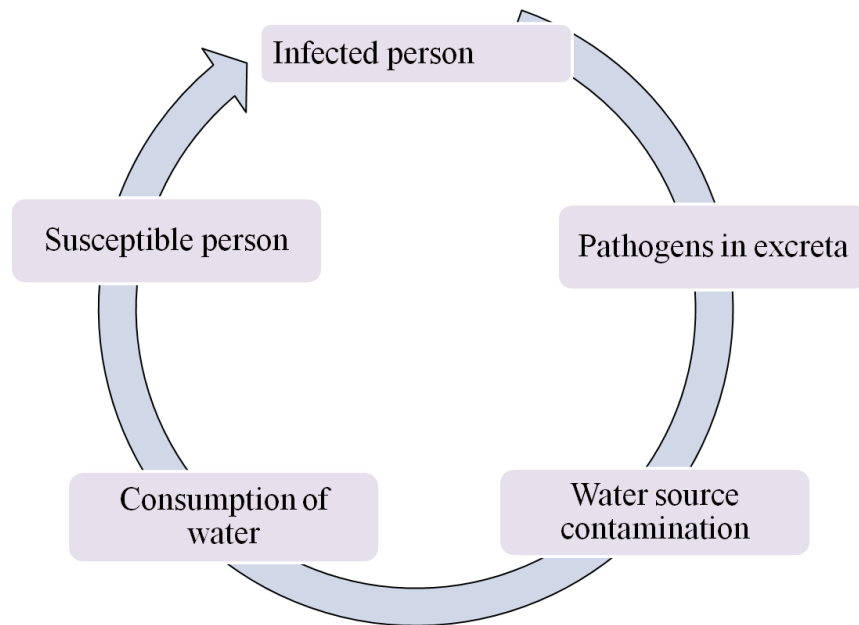 Infected person
Pathogens in excreta
Water source
contamination
Consumption of
water
Susceptible person